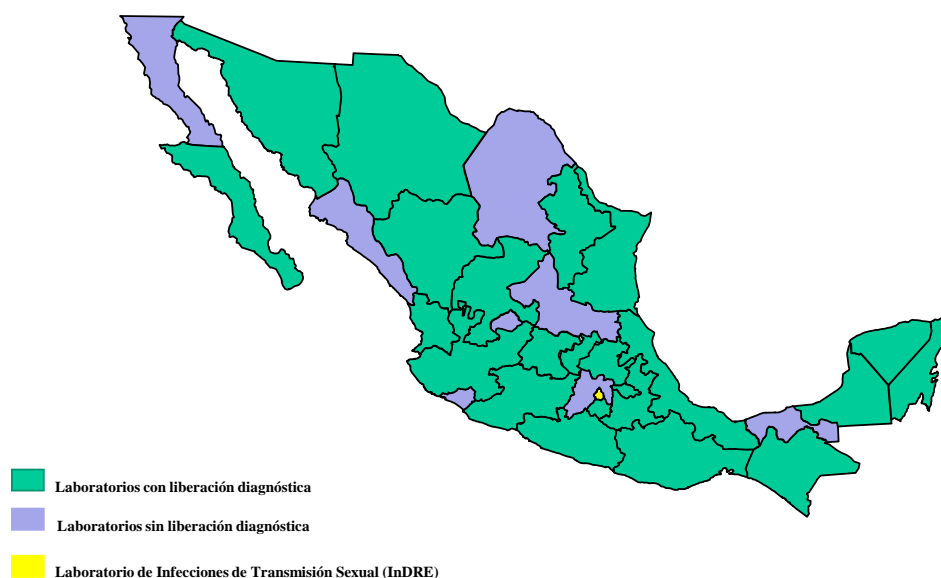 Laboratorios con liberación diagnóstica
Laboratorios sin liberación diagnóstica
Laboratorio de Infecciones de Transmisión Sexual (InDRE)